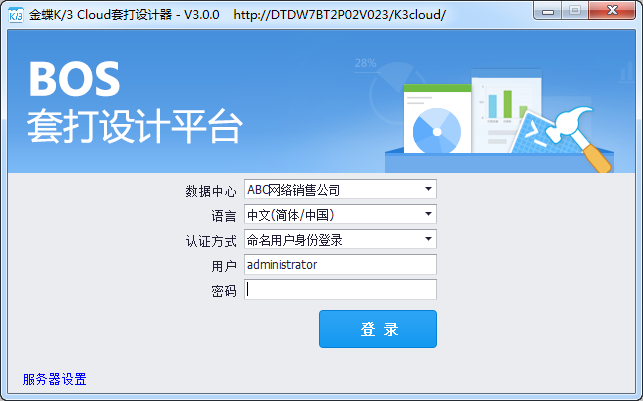 K/3 金蝶K/3 Cloud套打设计器 - V3.0.0 http://DTDW7BT2P02V023/K3cloud/
28%
BOS
套打设计平台
数据中心 ABC网络销售公司
语言 中文(简体/中国)
认证方式 命名用户身份登录
用户 administrator
密码
登 录
服务器设置